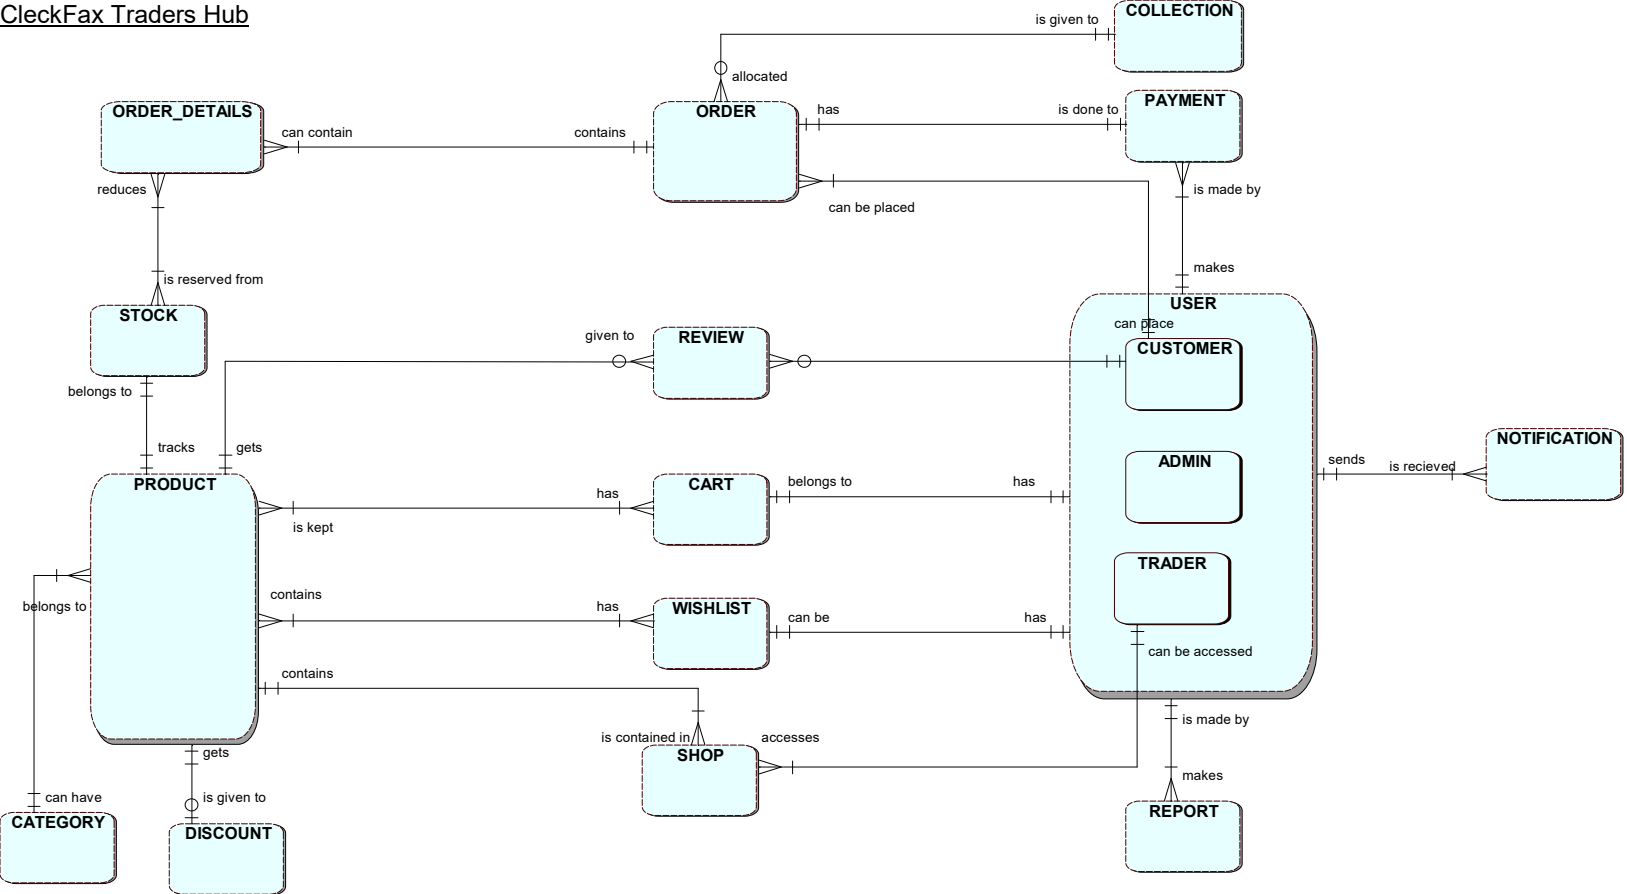 CleckFax Traders Hub
COLLECTION
is given to
allocated
ORDER_DETAILS
ORDER
PAYMENT
has
is done to
can contain
contains
reduces
is made by
can be placed
is reserved from
makes
STOCK
USER
can place
given to
REVIEW
CUSTOMER
belongs to
tracks
gets
NOTIFICATION
sends
is recieved
ADMIN
PRODUCT
CART
belongs to
has
has
is kept
TRADER
contains
belongs to
has
WISHLIST
can be
has
can be accessed
contains
is made by
is contained in
accesses
SHOP
gets
makes
can have
is given to
CATEGORY
DISCOUNT
REPORT